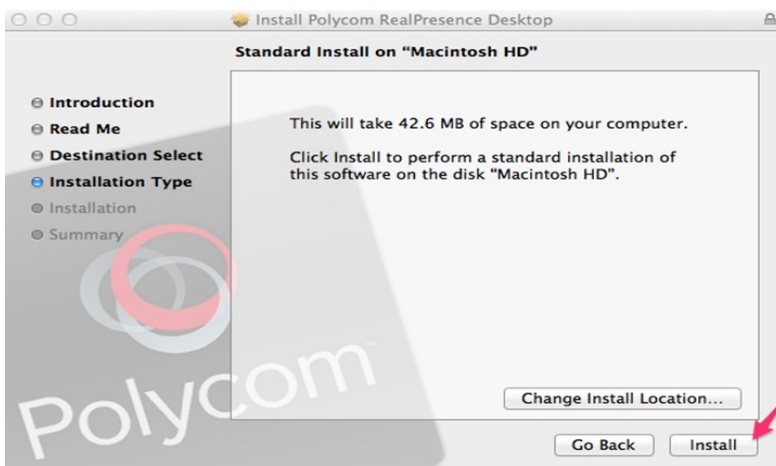 Install Polycom RealPresence Desktop
Standard Install on “Macintosh HD”
Introduction
Read Me
Destination Select
Installation Type
Installation
Summary
This will take 42.6 MB of space on your computer.
Click Install to perform a standard installation of
this software on the disk “Macintosh HD”.
Polycom™
Change Install Location...
Go Back
Install